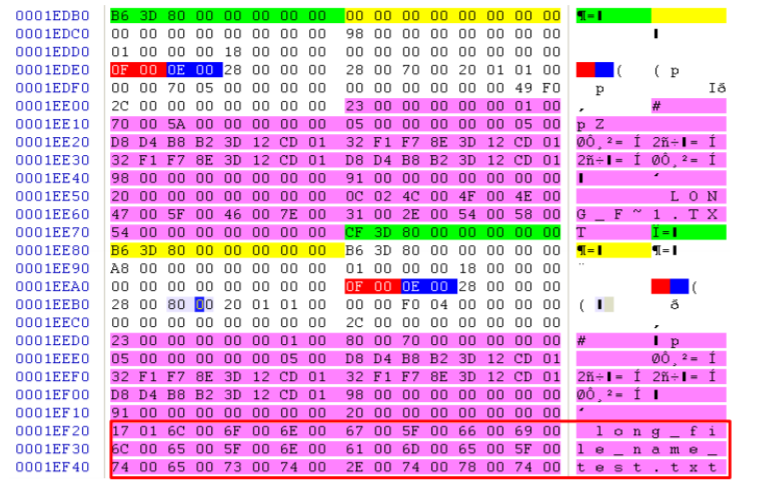 0001EDB0 B6 3D 80 00 00 00 00 00 00 00 00 00 00 00 00 00 ¶=
0001EDC0 00 00 00 00 00 00 00 00 98 00 00 00 00 00 00 00
0001EDD0 01 00 00 00 18 00 00 00 00 00 00 00 00 00 00 00
0001EDE0 0F 00 0E 00 28 00 00 00 28 00 70 00 20 01 01 00 ( ( p
0001EDF0 00 00 70 05 00 00 00 00 00 00 00 00 00 00 49 F0 p Ið
0001EE00 2C 00 00 00 00 00 00 00 23 00 00 00 00 00 01 00 , #
0001EE10 70 00 5A 00 00 00 00 00 05 00 00 00 00 00 05 00 p Z
0001EE20 D8 D4 B8 B2 3D 12 CD 01 32 F1 F7 8E 3D 12 CD 01 ØÔ¸²= Í 2ñ÷ = Í
0001EE30 32 F1 F7 8E 3D 12 CD 01 D8 D4 B8 B2 3D 12 CD 01 2ñ÷ = Í ØÔ¸²= Í
0001EE40 98 00 00 00 00 00 00 00 91 00 00 00 00 00 00 00 ‘
0001EE50 20 00 00 00 00 00 00 00 0C 02 4C 00 4F 00 4E 00 L O N
0001EE60 47 00 5F 00 46 00 7E 00 31 00 2E 00 54 00 58 00 G _ F ~ 1 . T X
0001EE70 54 00 00 00 00 00 00 00 CF 3D 80 00 00 00 00 00 T Ï=
0001EE80 B6 3D 80 00 00 00 00 00 B6 3D 80 00 00 00 00 00 ¶= ¶=
0001EE90 A8 00 00 00 00 00 00 00 01 00 00 00 18 00 00 00 ¨
0001EEA0 00 00 00 00 00 00 00 00 0F 00 0E 00 28 00 00 00 (
0001EEB0 28 00 80 00 20 01 01 00 00 00 F0 04 00 00 00 00 ( ð
0001EEC0 00 00 00 00 00 00 00 00 2C 00 00 00 00 00 00 00 ,
0001EED0 23 00 00 00 00 00 01 00 80 00 70 00 00 00 00 00 # p
0001EEE0 05 00 00 00 00 00 05 00 D8 D4 B8 B2 3D 12 CD 01 ØÔ¸²= Í
0001EEF0 32 F1 F7 8E 3D 12 CD 01 32 F1 F7 8E 3D 12 CD 01 2ñ÷ = Í 2ñ÷ = Í
0001EF00 D8 D4 B8 B2 3D 12 CD 01 98 00 00 00 00 00 00 00 ØÔ¸²= Í
0001EF10 91 00 00 00 00 00 00 00 20 00 00 00 00 00 00 00 ‘
0001EF20 17 01 6C 00 6F 00 6E 00 67 00 5F 00 66 00 69 00 l o n g _ f i
0001EF30 6C 00 65 00 5F 00 6E 00 61 00 6D 00 65 00 5F 00 l e _ n a m e _
0001EF40 74 00 65 00 73 00 74 00 2E 00 74 00 78 00 74 00 t e s t . t x t